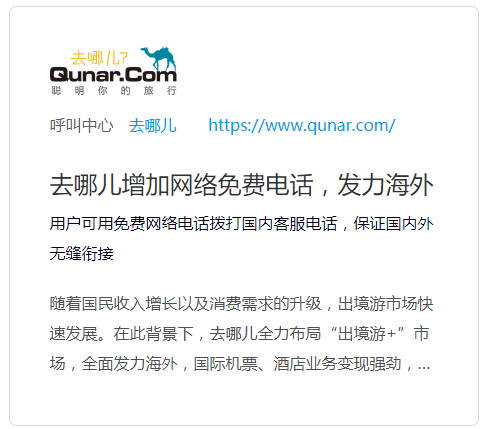 去哪儿?
Qunar.Com
聪明你的旅行
呼叫中心 去哪儿 https://www.qunar.com/
去哪儿增加网络免费电话，发力海外
用户可用免费网络电话拨打国内客服电话，保证国内外
无缝衔接
随着国民收入增长以及消费需求的升级，出境游市场快
速发展。在此背景下，去哪儿全力布局“出境游+”市
场，全面发力海外，国际机票、酒店业务变现强劲，...